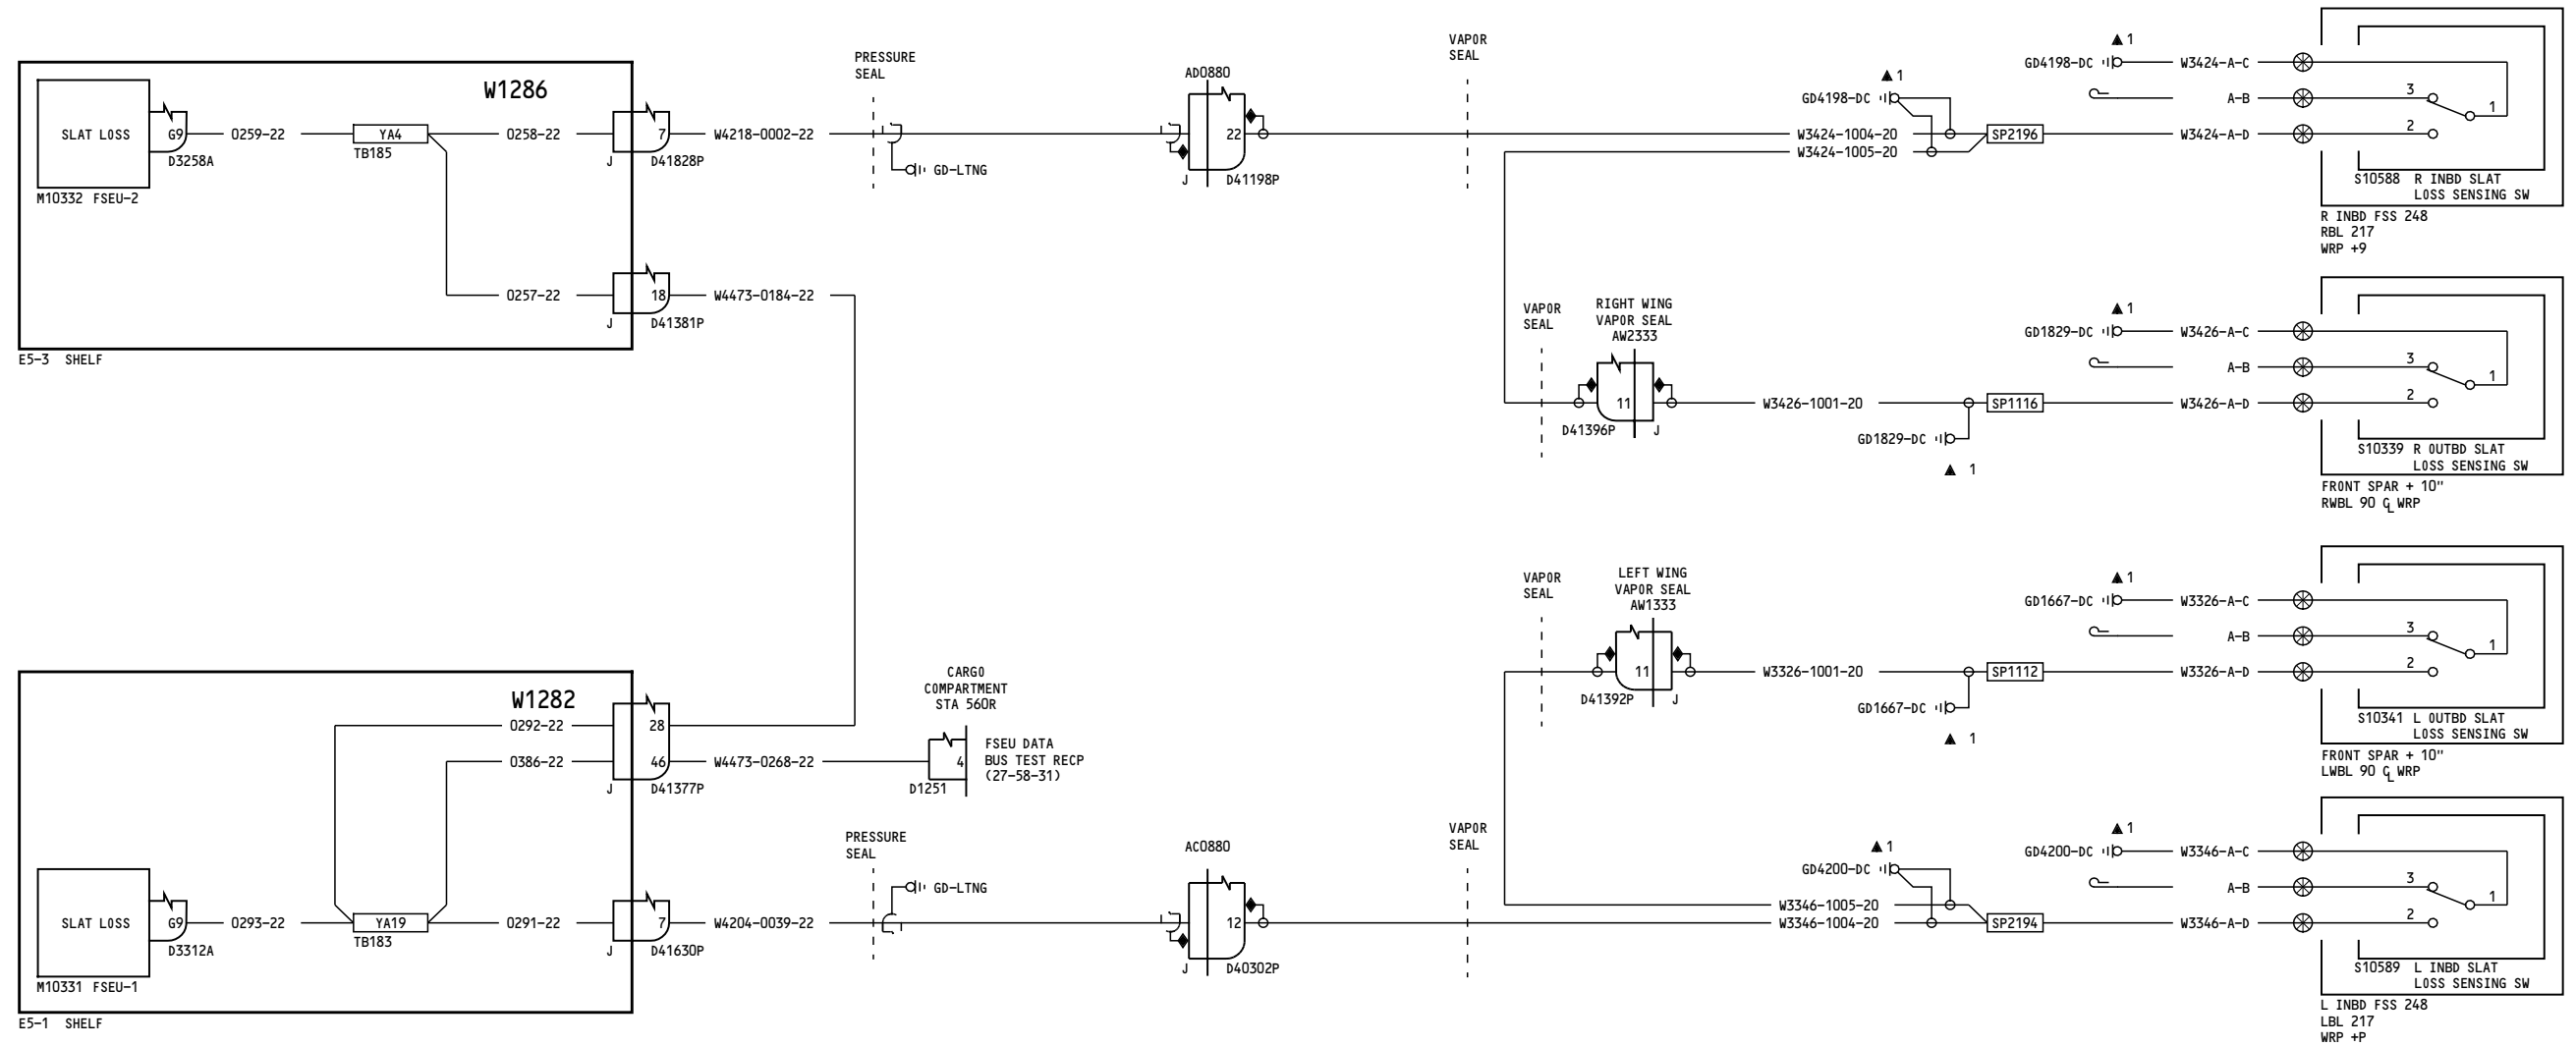 W1286
SLAT LOSS
G9
0259-22
YA4
0258-22
7
W4218-0002-22
TB185
D3258A
J
D41828P
M10332 FSEU-2
0257-22
18
W4473-0184-22
J
D41381P
E5-3 SHELF
PRESSURE
SEAL
GD-LTNG
AD0880
22
J
D41198P
VAPOR
SEAL
1
GD4198-DC
W3424-1004-20
W3424-1005-20
SP2196
1
GD4198-DC
W3424-A-C
A-B
W3424-A-D
3
1
2
S10588 R INBD SLAT
LOSS SENSING SW
R INBD FSS 248
RBL 217
WRP +9
VAPOR
SEAL
RIGHT WING
VAPOR SEAL
AW2333
11
D41396P
J
W3426-1001-20
SP1116
GD1829-DC
1
1
GD1829-DC
W3426-A-C
A-B
W3426-A-D
3
1
2
S10339 R OUTBD SLAT
LOSS SENSING SW
FRONT SPAR + 10"
RWBL 90 CL WRP
VAPOR
SEAL
LEFT WING
VAPOR SEAL
AW1333
11
D41392P
J
W3326-1001-20
SP1112
GD1667-DC
1
1
GD1667-DC
W3326-A-C
A-B
W3326-A-D
3
1
2
S10341 L OUTBD SLAT
LOSS SENSING SW
FRONT SPAR + 10"
LWBL 90 CL WRP
W1282
0292-22
28
0386-22
46
W4473-0268-22
J
D41377P
CARGO
COMPARTMENT
STA 560R
4
D1251
FSEU DATA
BUS TEST RECP
(27-58-31)
SLAT LOSS
G9
0293-22
YA19
0291-22
7
W4204-0039-22
TB183
D3312A
J
D41630P
M10331 FSEU-1
E5-1 SHELF
PRESSURE
SEAL
GD-LTNG
AC0880
12
J
D40302P
VAPOR
SEAL
1
GD4200-DC
W3346-1005-20
W3346-1004-20
SP2194
1
GD4200-DC
W3346-A-C
A-B
W3346-A-D
3
1
2
S10589 L INBD SLAT
LOSS SENSING SW
L INBD FSS 248
LBL 217
WRP +P